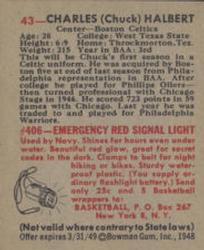 43—CHARLES (Chuck) HALBERT
Center—Boston Celtics
Age: 28 College: West Texas State
Height: 6-9 Home: Throckmorton, Tex.
Weight: 215 Year in BAA: 3rd
This will be Chuck's first season in a
Celtic uniform. He was acquired by Bos-
ton five at end of last season from Phila-
delphia representation in BAA. After
college he played for Phillips Oilers—
then turned professional with Chicago
Stags in 1946. He scored 723 points in 59
games with Chicago. Last year he was
traded to and played for Philadelphia
Warriors.
#406—EMERGENCY RED SIGNAL LIGHT
Used by Navy. Shines for hours even under
water. Beautiful red glow, great for secret
codes in the dark. Clamps to belt for night
hiking or bikes. Sturdy water-
proof plastic. (You supply or-
dinary flashlight battery.) Send
only 25c and 5 Basketball
wrappers to:
BASKETBALL, P. O. Box 267
New York 8, N. Y.
(Not valid where contrary to State laws)
Offer expires 3/31/49 ©Bowman Gum, Inc., 1948